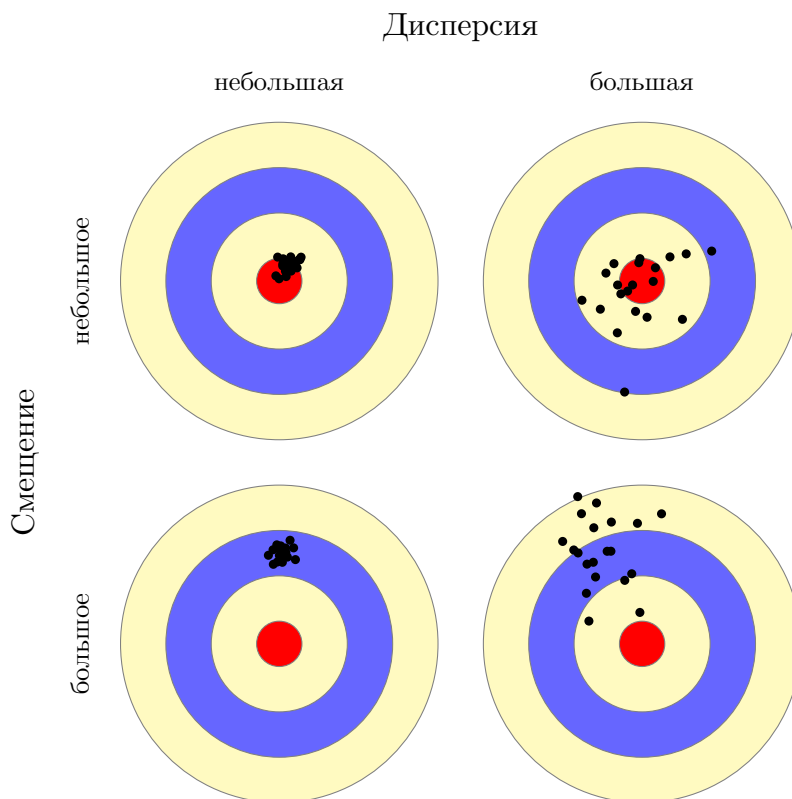 Дисперсия
небольшая
большая
небольшое
Смещение
большое